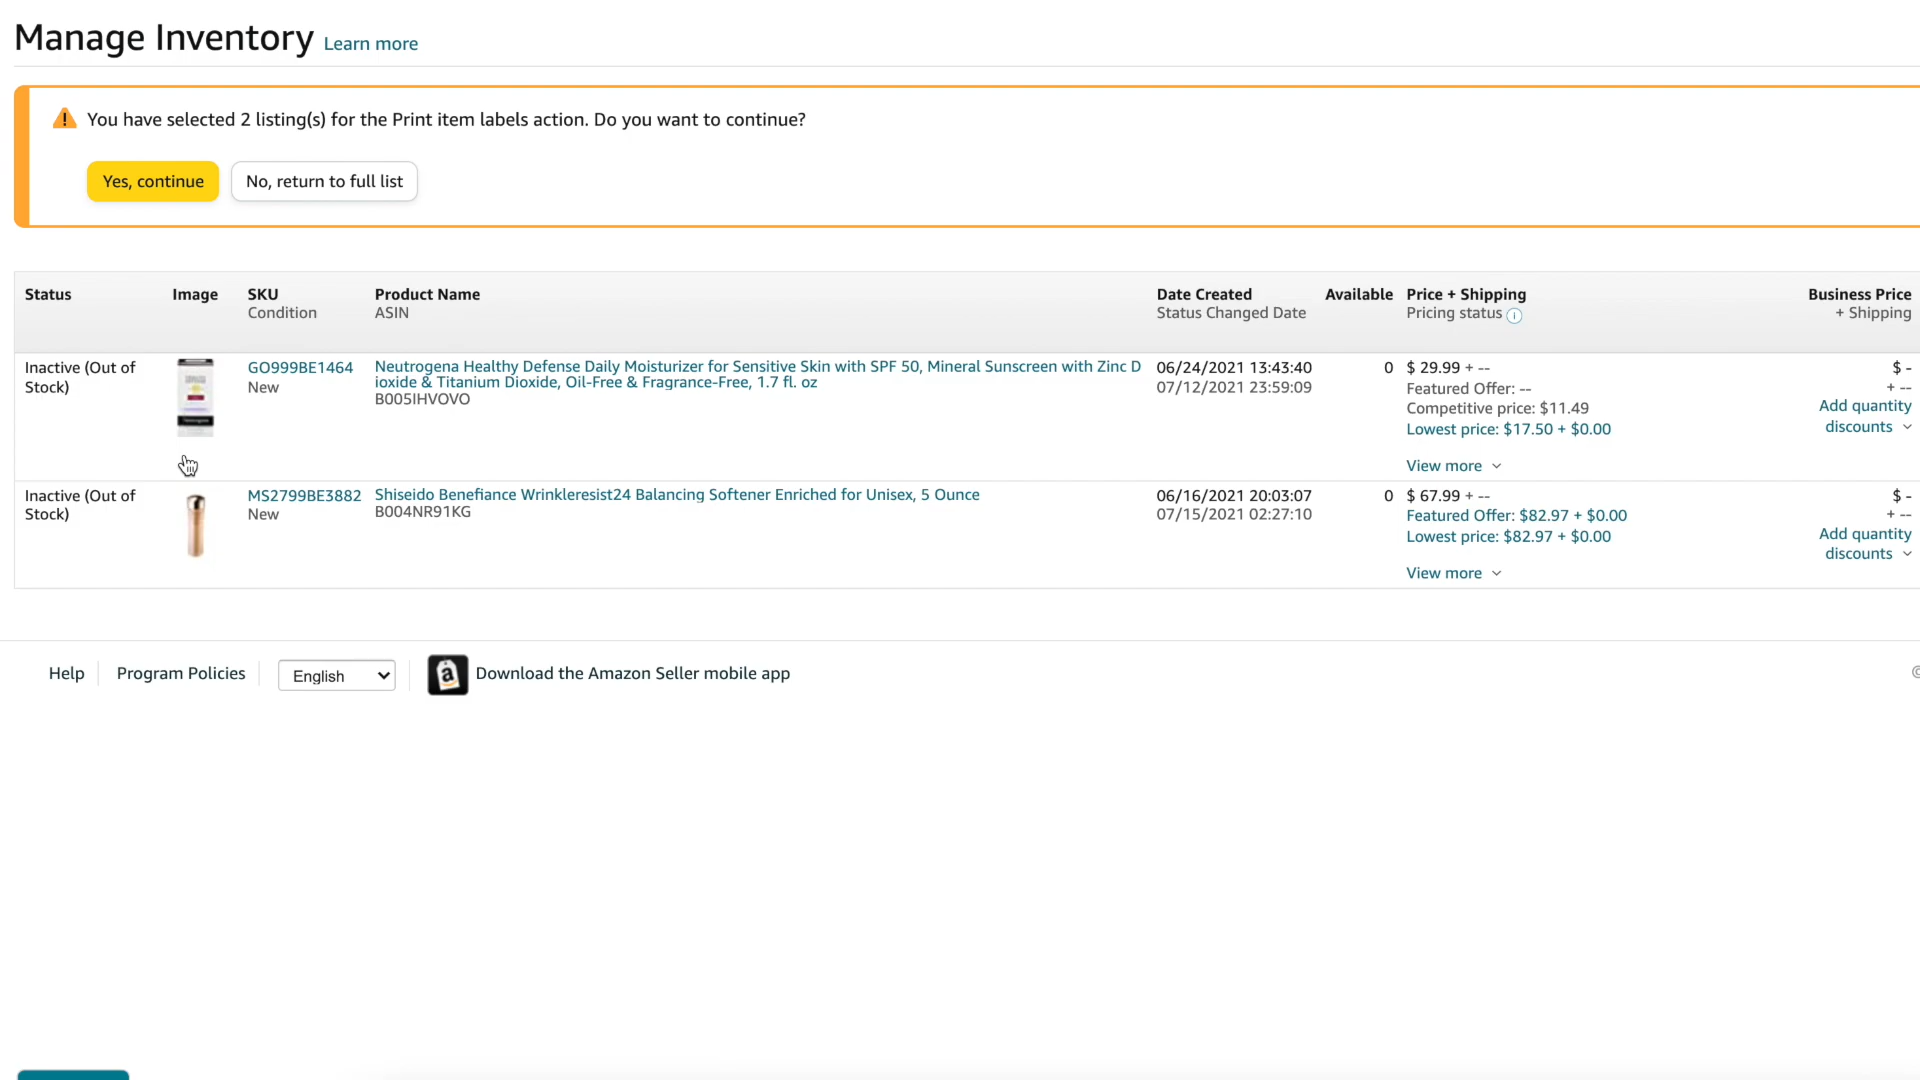 Manage Inventory Learn more
You have selected 2 listing(s) for the Print item labels action. Do you want to continue?
Yes, continue
No, return to full list
Status
Image
SKU
Condition
Product Name
ASIN
Date Created
Status Changed Date
Available
Price + Shipping
Pricing status
Business Price
+ Shipping
Inactive (Out of
Stock)
GO999BE1464
New
Neutrogena Healthy Defense Daily Moisturizer for Sensitive Skin with SPF 50, Mineral Sunscreen with Zinc D
ioxide & Titanium Dioxide, Oil-Free & Fragrance-Free, 1.7 fl. oz
B005IHVOVO
06/24/2021 13:43:40
07/12/2021 23:59:09
0
$ 29.99 + --
Featured Offer: --
Competitive price: $11.49
Lowest price: $17.50 + $0.00
View more
$ -
+ --
Add quantity
discounts
Inactive (Out of
Stock)
MS2799BE3882
New
Shiseido Benefiance Wrinkleresist24 Balancing Softener Enriched for Unisex, 5 Ounce
B004NR91KG
06/16/2021 20:03:07
07/15/2021 02:27:10
0
$ 67.99 + --
Featured Offer: $82.97 + $0.00
Lowest price: $82.97 + $0.00
View more
$ -
+ --
Add quantity
discounts
Help
Program Policies
English
Download the Amazon Seller mobile app